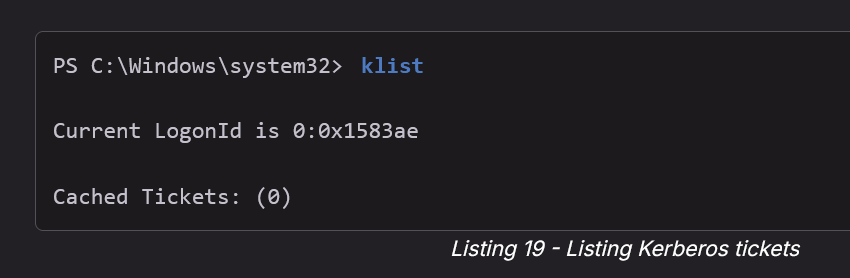 PS C:\Windows\system32> klist
Current LogonId is 0:0x1583ae
Cached Tickets: (0)
Listing 19 - Listing Kerberos tickets